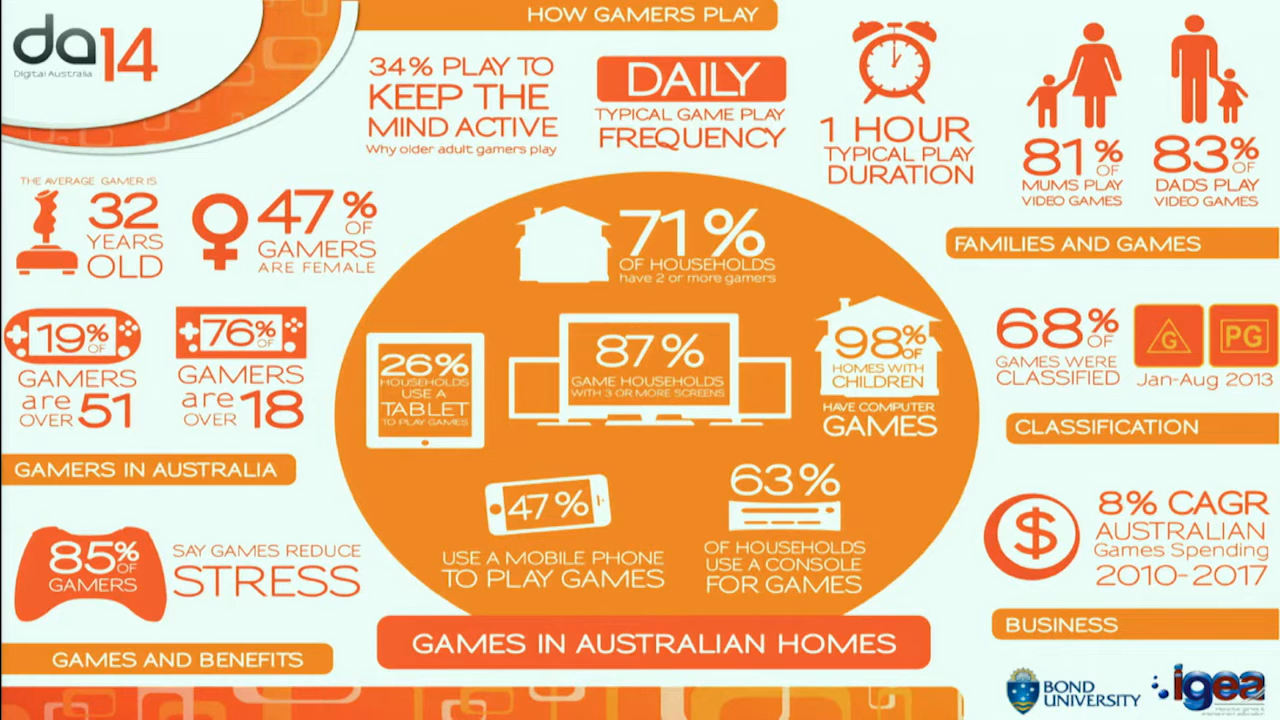 da14
Digital Australia
HOW GAMERS PLAY
34% PLAY TO
KEEP THE
MIND ACTIVE
Why older adult gamers play
DAILY
TYPICAL GAME PLAY
FREQUENCY
1 HOUR
TYPICAL PLAY
DURATION
81%
OF
MUMS PLAY
VIDEO GAMES
83%
OF
DADS PLAY
VIDEO GAMES
FAMILIES AND GAMES
THE AVERAGE GAMER IS
32
YEARS
OLD
47%
OF
GAMERS
ARE FEMALE
19%
OF
GAMERS
are
OVER 51
76%
OF
GAMERS
are
OVER 18
GAMERS IN AUSTRALIA
71%
OF HOUSEHOLDS
have 2 or more gamers
26%
HOUSEHOLDS
USE A
TABLET
TO PLAY GAMES
87%
GAME HOUSEHOLDS
WITH 3 OR MORE SCREENS
98%
OF
HOMES WITH
CHILDREN
HAVE COMPUTER
GAMES
47%
USE A MOBILE PHONE
TO PLAY GAMES
63%
OF HOUSEHOLDS
USE A CONSOLE
FOR GAMES
GAMES IN AUSTRALIAN HOMES
68%
OF
GAMES WERE
CLASSIFIED
G
PG
Jan-Aug 2013
CLASSIFICATION
85%
OF
GAMERS
SAY GAMES REDUCE
STRESS
GAMES AND BENEFITS
$
8% CAGR
AUSTRALIAN
Games Spending
2010-2017
BUSINESS
BOND
UNIVERSITY
igea